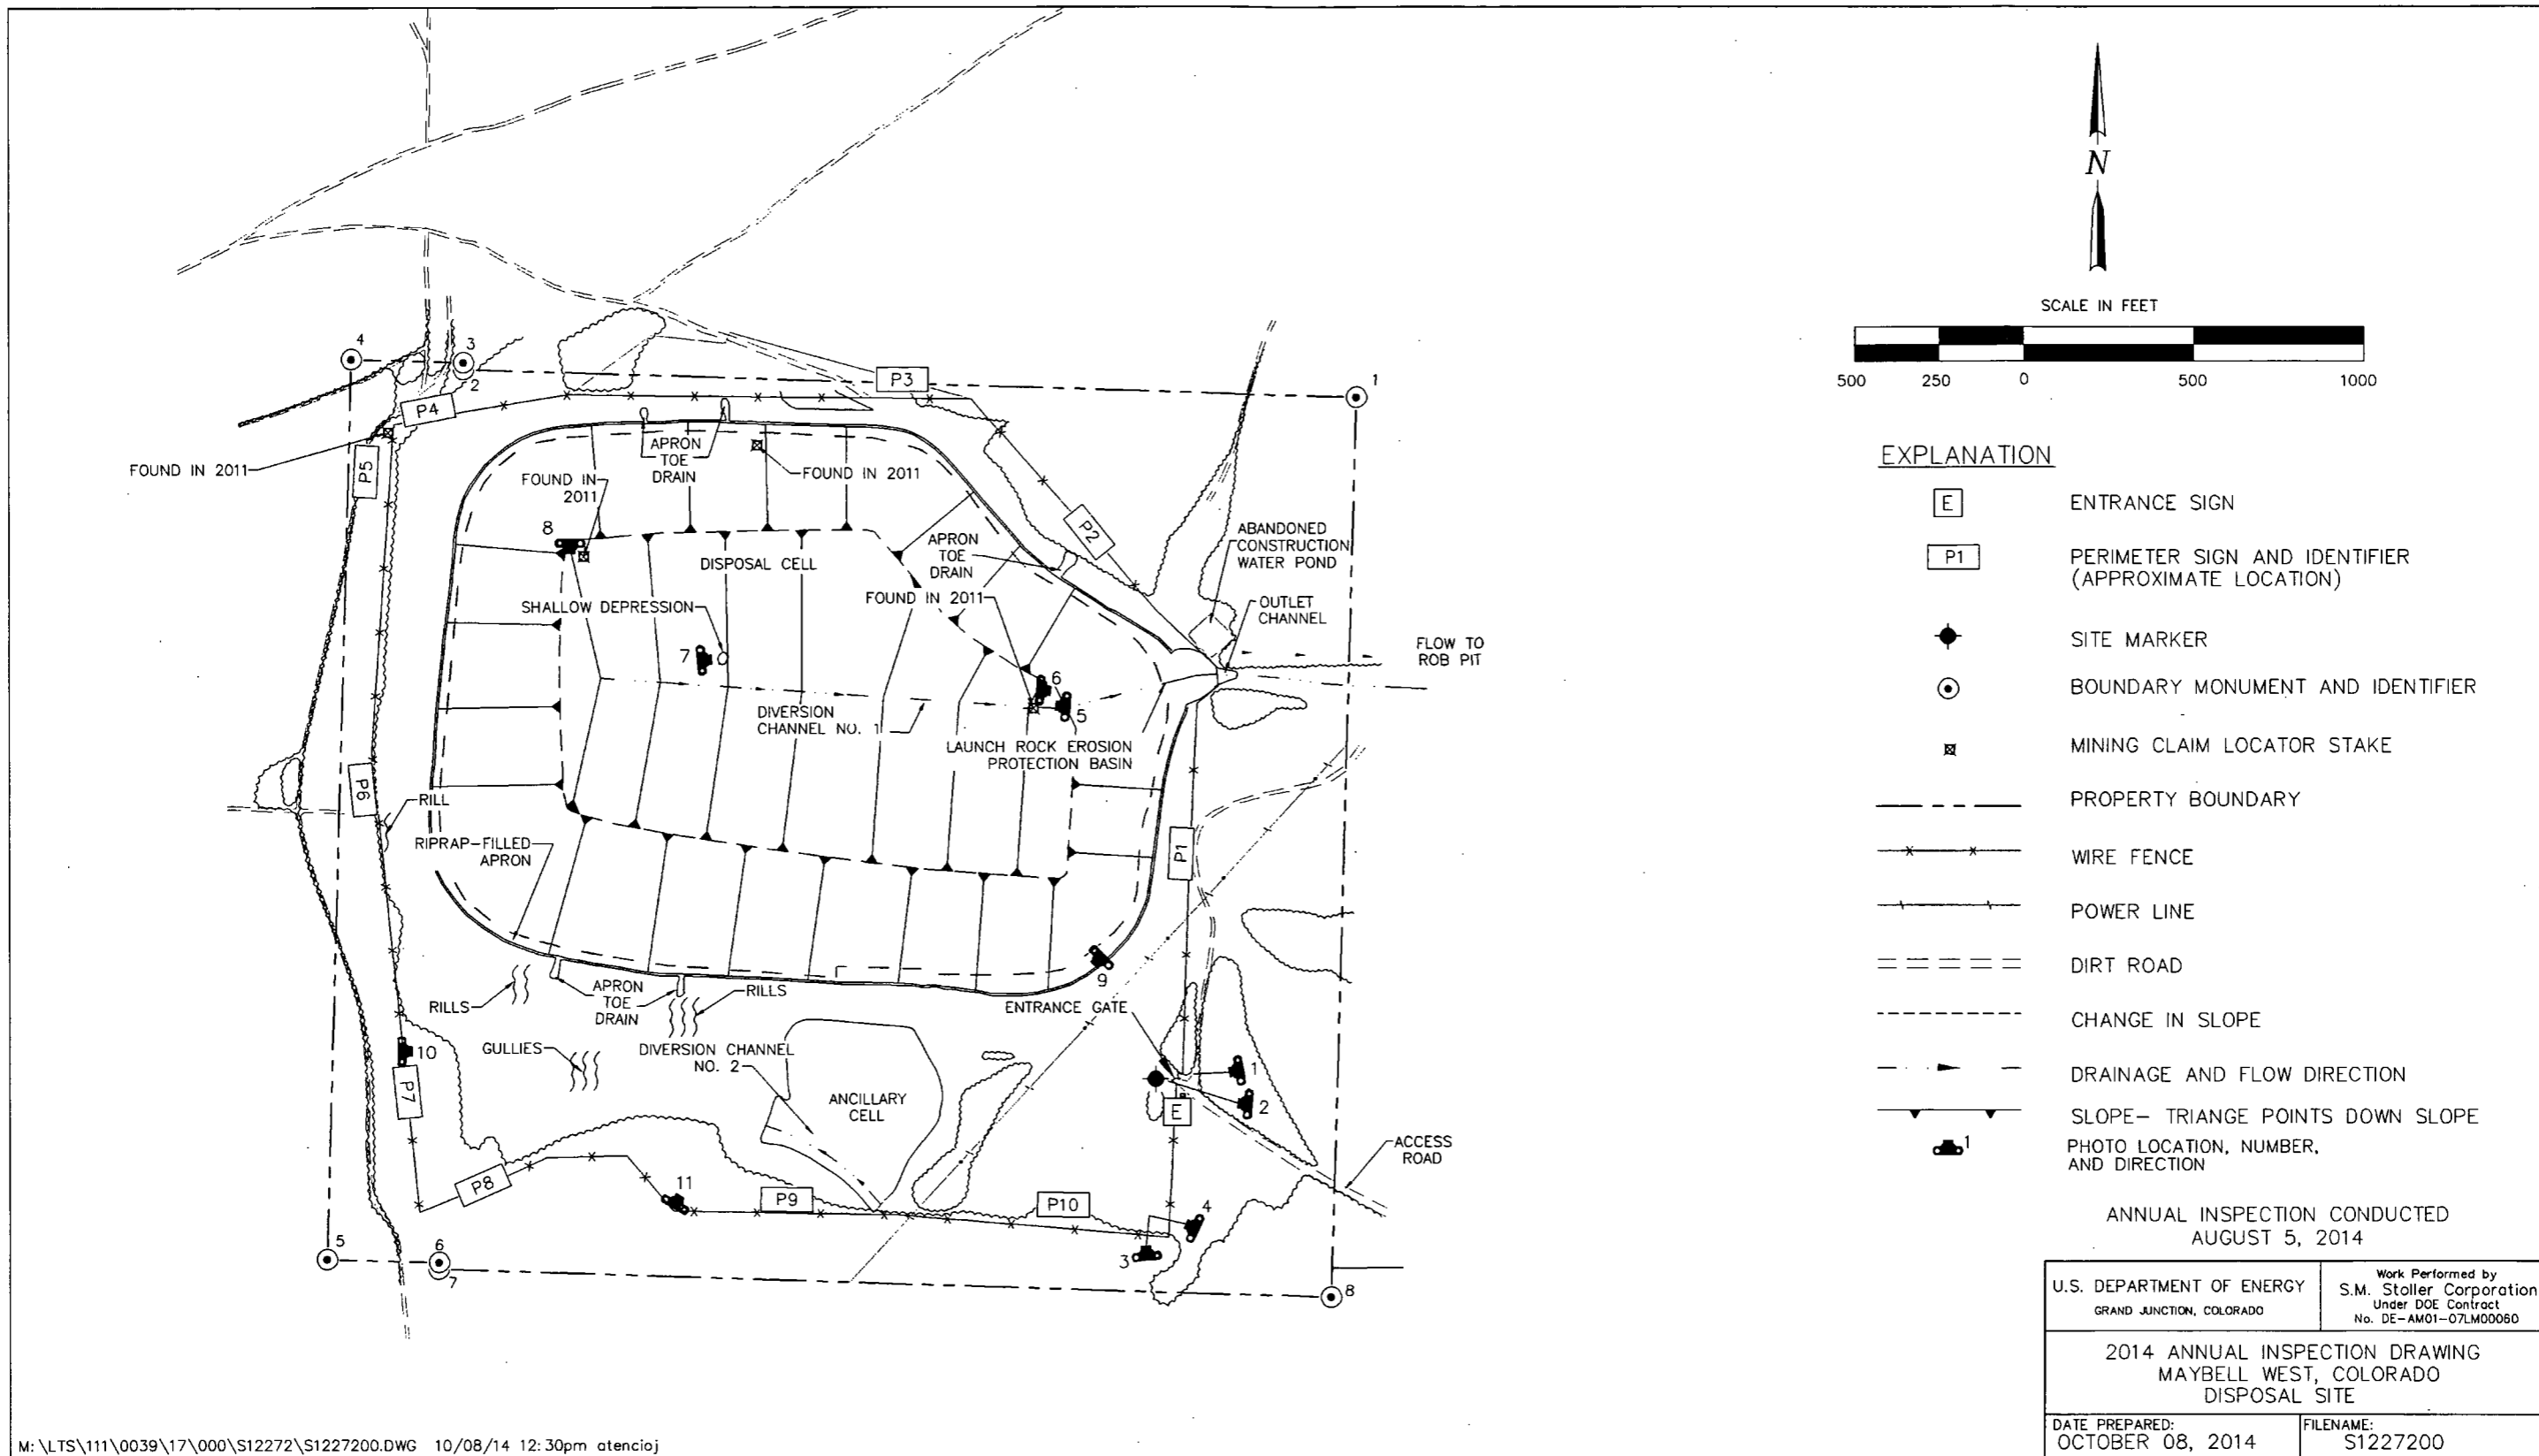 N
SCALE IN FEET
500 250 0 500 1000
EXPLANATION
E ENTRANCE SIGN
P1 PERIMETER SIGN AND IDENTIFIER
(APPROXIMATE LOCATION)
SITE MARKER
BOUNDARY MONUMENT AND IDENTIFIER
MINING CLAIM LOCATOR STAKE
PROPERTY BOUNDARY
WIRE FENCE
POWER LINE
DIRT ROAD
CHANGE IN SLOPE
DRAINAGE AND FLOW DIRECTION
SLOPE- TRIANGE POINTS DOWN SLOPE
1
PHOTO LOCATION, NUMBER,
AND DIRECTION
ANNUAL INSPECTION CONDUCTED
AUGUST 5, 2014
U.S. DEPARTMENT OF ENERGY
GRAND JUNCTION, COLORADO
Work Performed by
S.M. Stoller Corporation
Under DOE Contract
No. DE-AM01-07LM00060
2014 ANNUAL INSPECTION DRAWING
MAYBELL WEST, COLORADO
DISPOSAL SITE
DATE PREPARED:
OCTOBER 08, 2014
FILENAME:
S1227200
4
3
2
1
P3
P4
P5
FOUND IN 2011
APRON
TOE
DRAIN
FOUND IN 2011
FOUND IN
2011
8
DISPOSAL CELL
P2
APRON
TOE
DRAIN
ABANDONED
CONSTRUCTION
WATER POND
FOUND IN 2011
OUTLET
CHANNEL
SHALLOW DEPRESSION
7
FLOW TO
ROB PIT
6
5
DIVERSION
CHANNEL NO. 1
LAUNCH ROCK EROSION
PROTECTION BASIN
P6
RILL
RIPRAP-FILLED
APRON
P1
9
RILLS
APRON
TOE
DRAIN
RILLS
ENTRANCE GATE
10
GULLIES
DIVERSION CHANNEL
NO. 2
P7
ANCILLARY
CELL
1
2
E
ACCESS
ROAD
P8
11
P9
P10
4
3
5
6
7
8
M:\LTS\111\0039\17\000\S12272\S1227200.DWG 10/08/14 12:30pm atencioj